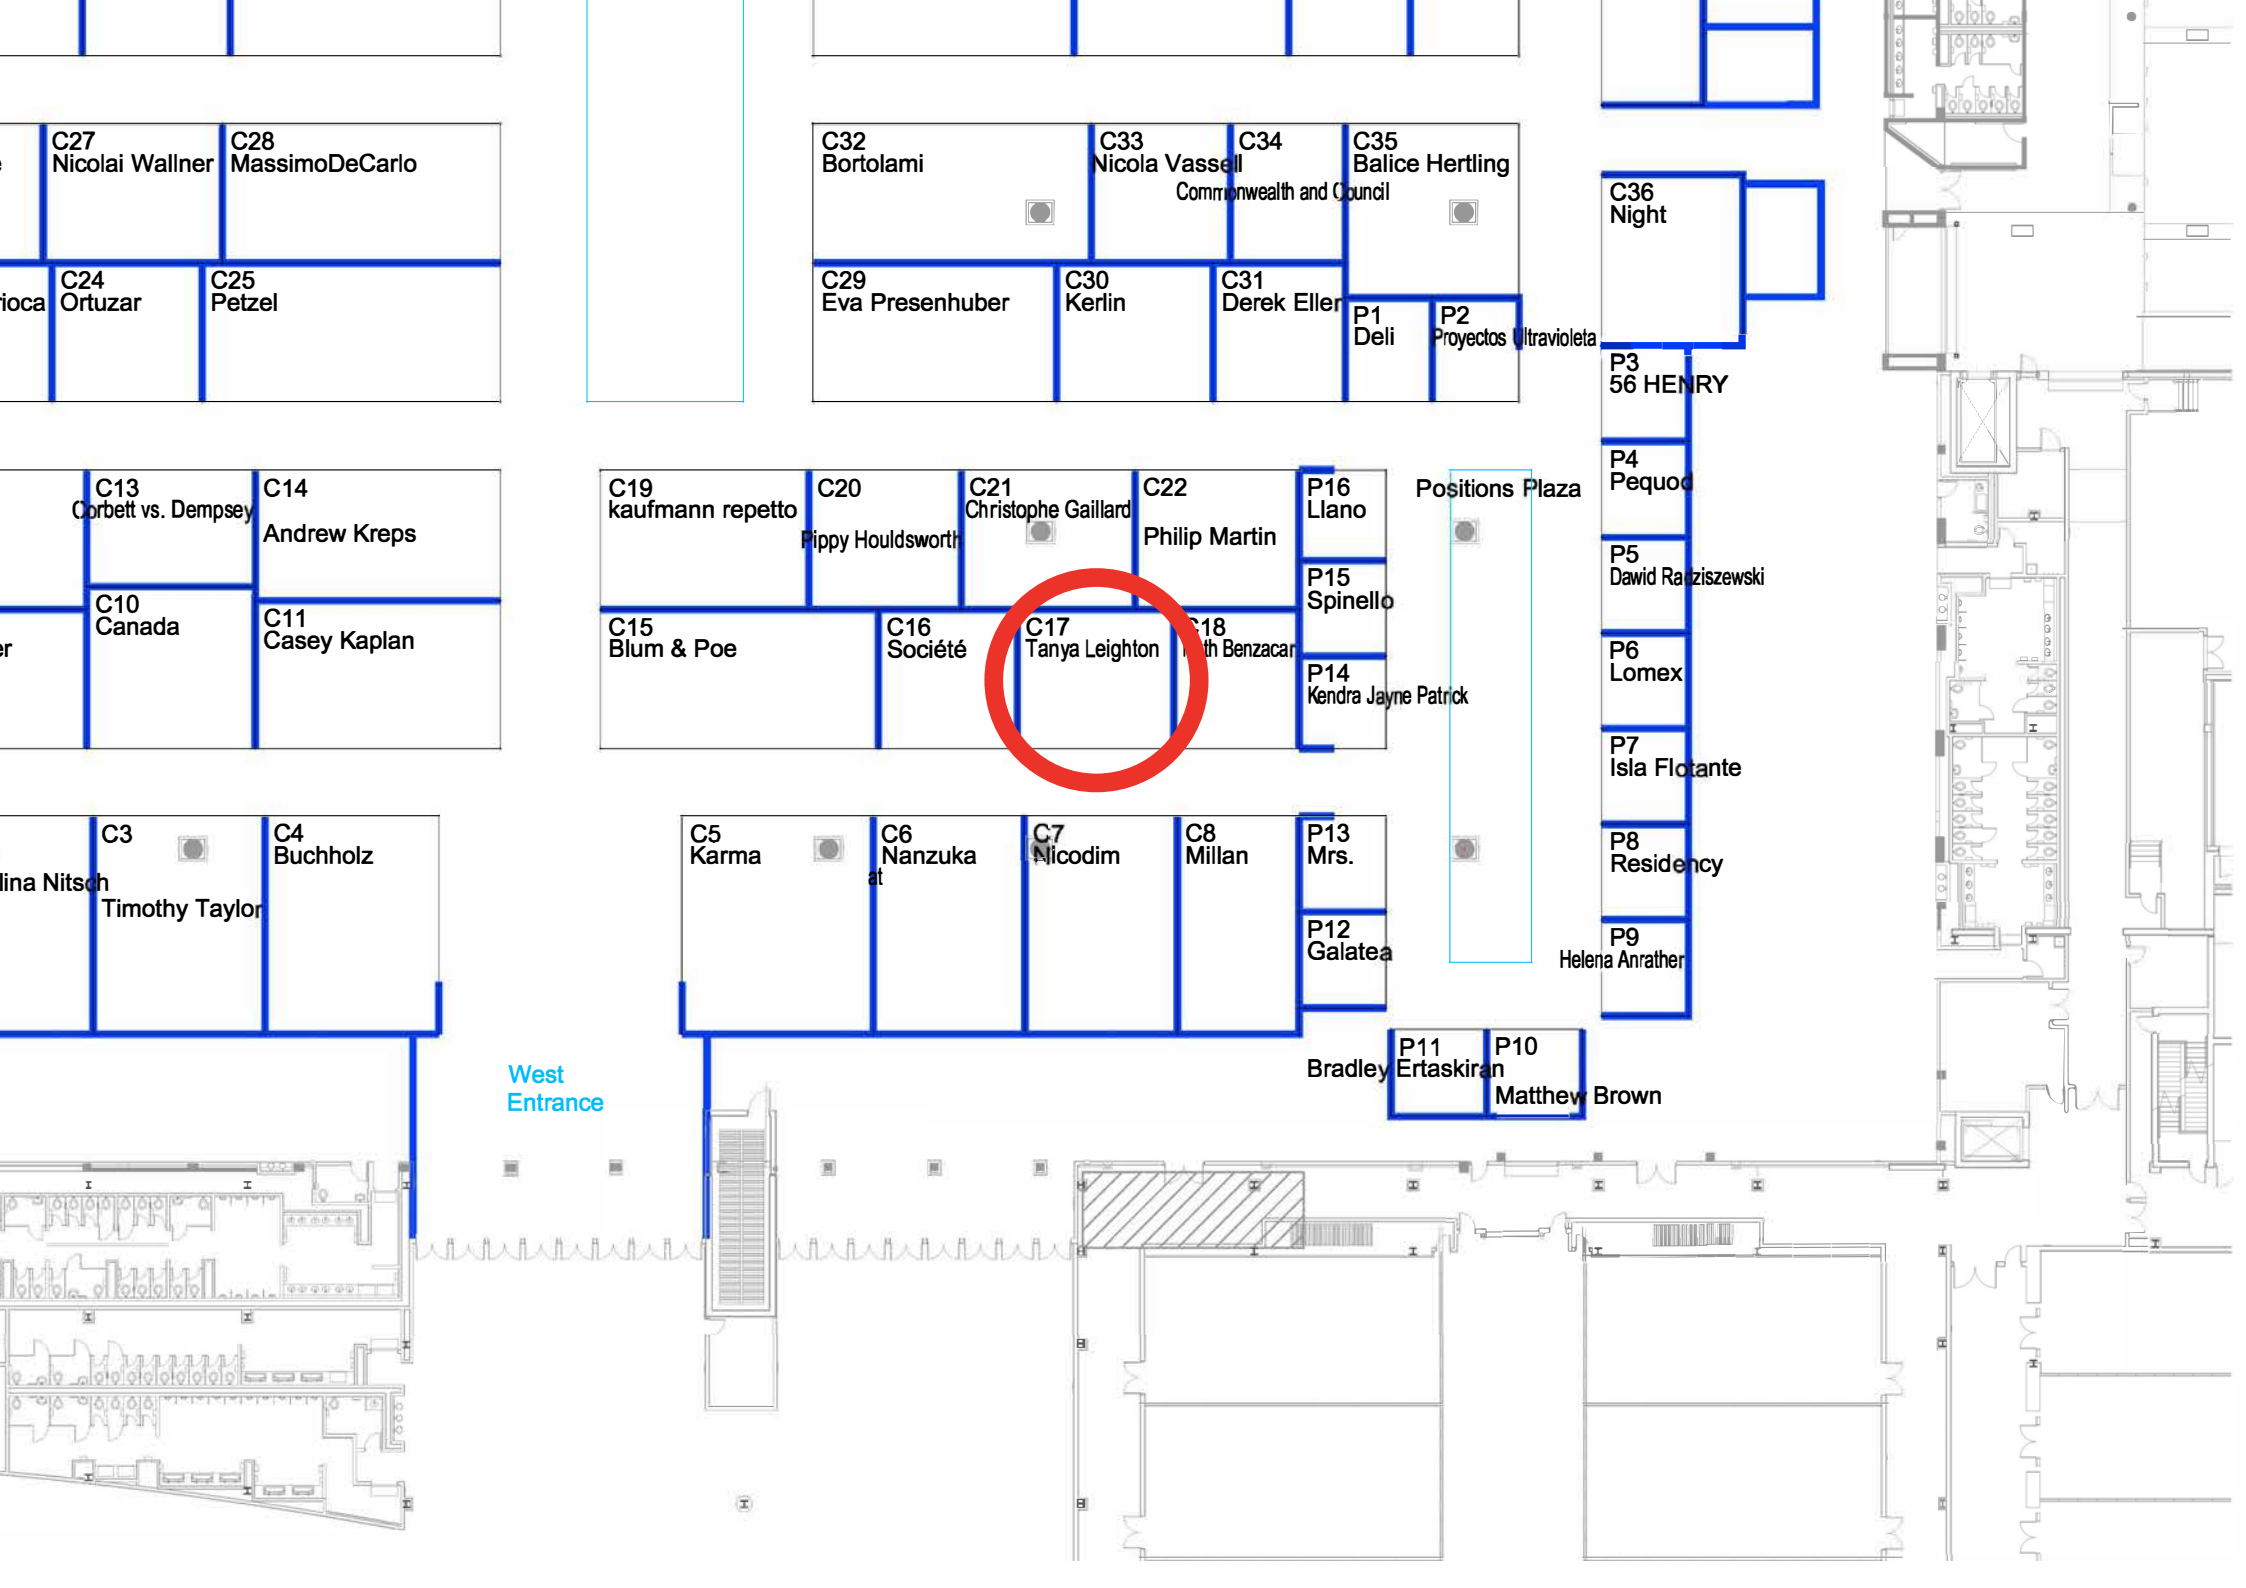 C27
Nicolai Wallner
C28
MassimoDeCarlo
C32
Bortolami
C33
Nicola Vassell
C34
Commonwealth and Council
C35
Balice Hertling
C36
Night
C24
Ortuzar
C25
Petzel
C29
Eva Presenhuber
C30
Kerlin
C31
Derek Eller
P1
Deli
P2
Proyectos Ultravioleta
P3
56 HENRY
C13
Corbett vs. Dempsey
C14
Andrew Kreps
C19
kaufmann repetto
C20
Pippy Houldsworth
C21
Christophe Gaillard
C22
Philip Martin
P16
Llano
Positions Plaza
P4
Pequod
P15
Spinello
P5
Dawid Radziszewski
C10
Canada
C11
Casey Kaplan
C15
Blum & Poe
C16
Société
C17
Tanya Leighton
C18
Benzacar
P14
Kendra Jayne Patrick
P6
Lomex
P7
Isla Flotante
C3
Timothy Taylor
C4
Buchholz
C5
Karma
C6
Nanzuka
at
C7
Nicodim
C8
Millan
P13
Mrs.
P8
Residency
Nitsch
P12
Galatea
P9
Helena Anrather
P11
Bradley Ertaskiran
P10
Matthew Brown
West
Entrance